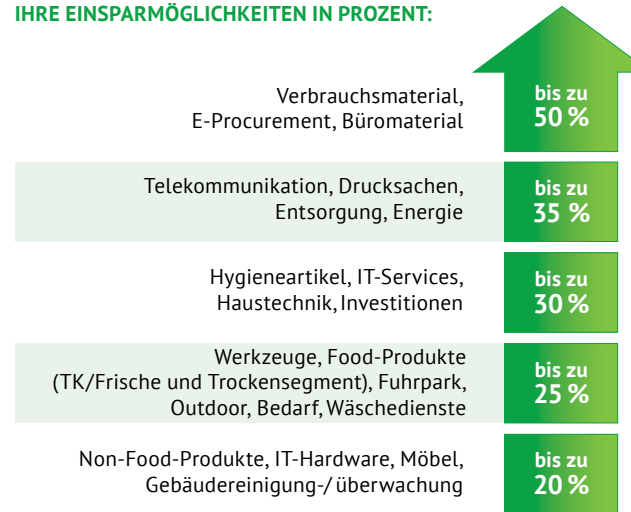 IHRE EINSPARMÖGLICHKEITEN IN PROZENT:
Verbrauchsmaterial,
E-Procurement, Büromaterial
bis zu
50 %
Telekommunikation, Drucksachen,
Entsorgung, Energie
bis zu
35 %
Hygieneartikel, IT-Services,
Haustechnik, Investitionen
bis zu
30 %
Werkzeuge, Food-Produkte
(TK/Frische und Trockensegment), Fuhrpark,
Outdoor, Bedarf, Wäschedienste
bis zu
25 %
Non-Food-Produkte, IT-Hardware, Möbel,
Gebäudereinigung-/ überwachung
bis zu
20 %